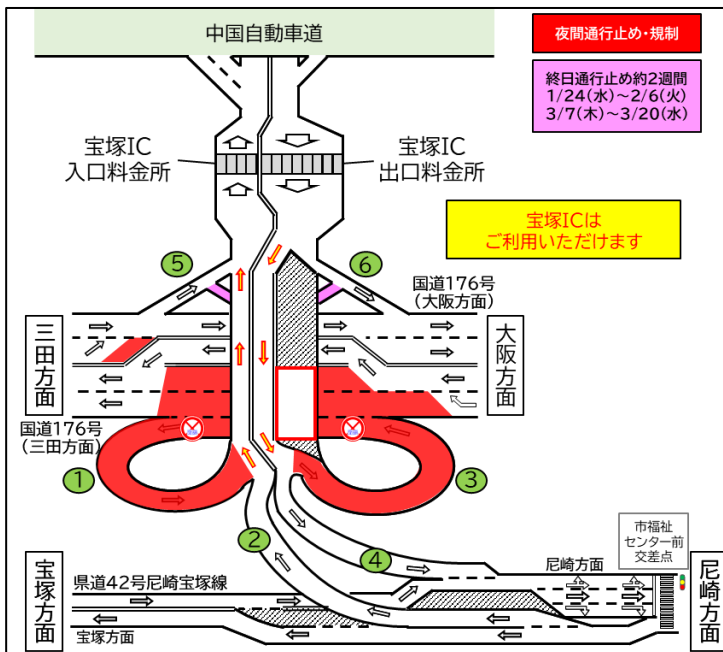 中国自動車道
夜間通行止め・規制
終日通行止め約2週間
1/24(水)～2/6(火)
3/7(木)～3/20(水)
宝塚IC
入口料金所
宝塚IC
出口料金所
宝塚ICは
ご利用いただけます
5
6
国道176号
(大阪方面)
三田方面
大阪方面
国道176号
(三田方面)
1
3
2
4
市福祉
センター前
交差点
尼崎方面
宝塚方面
県道42号尼崎宝塚線
宝塚方面
尼崎方面